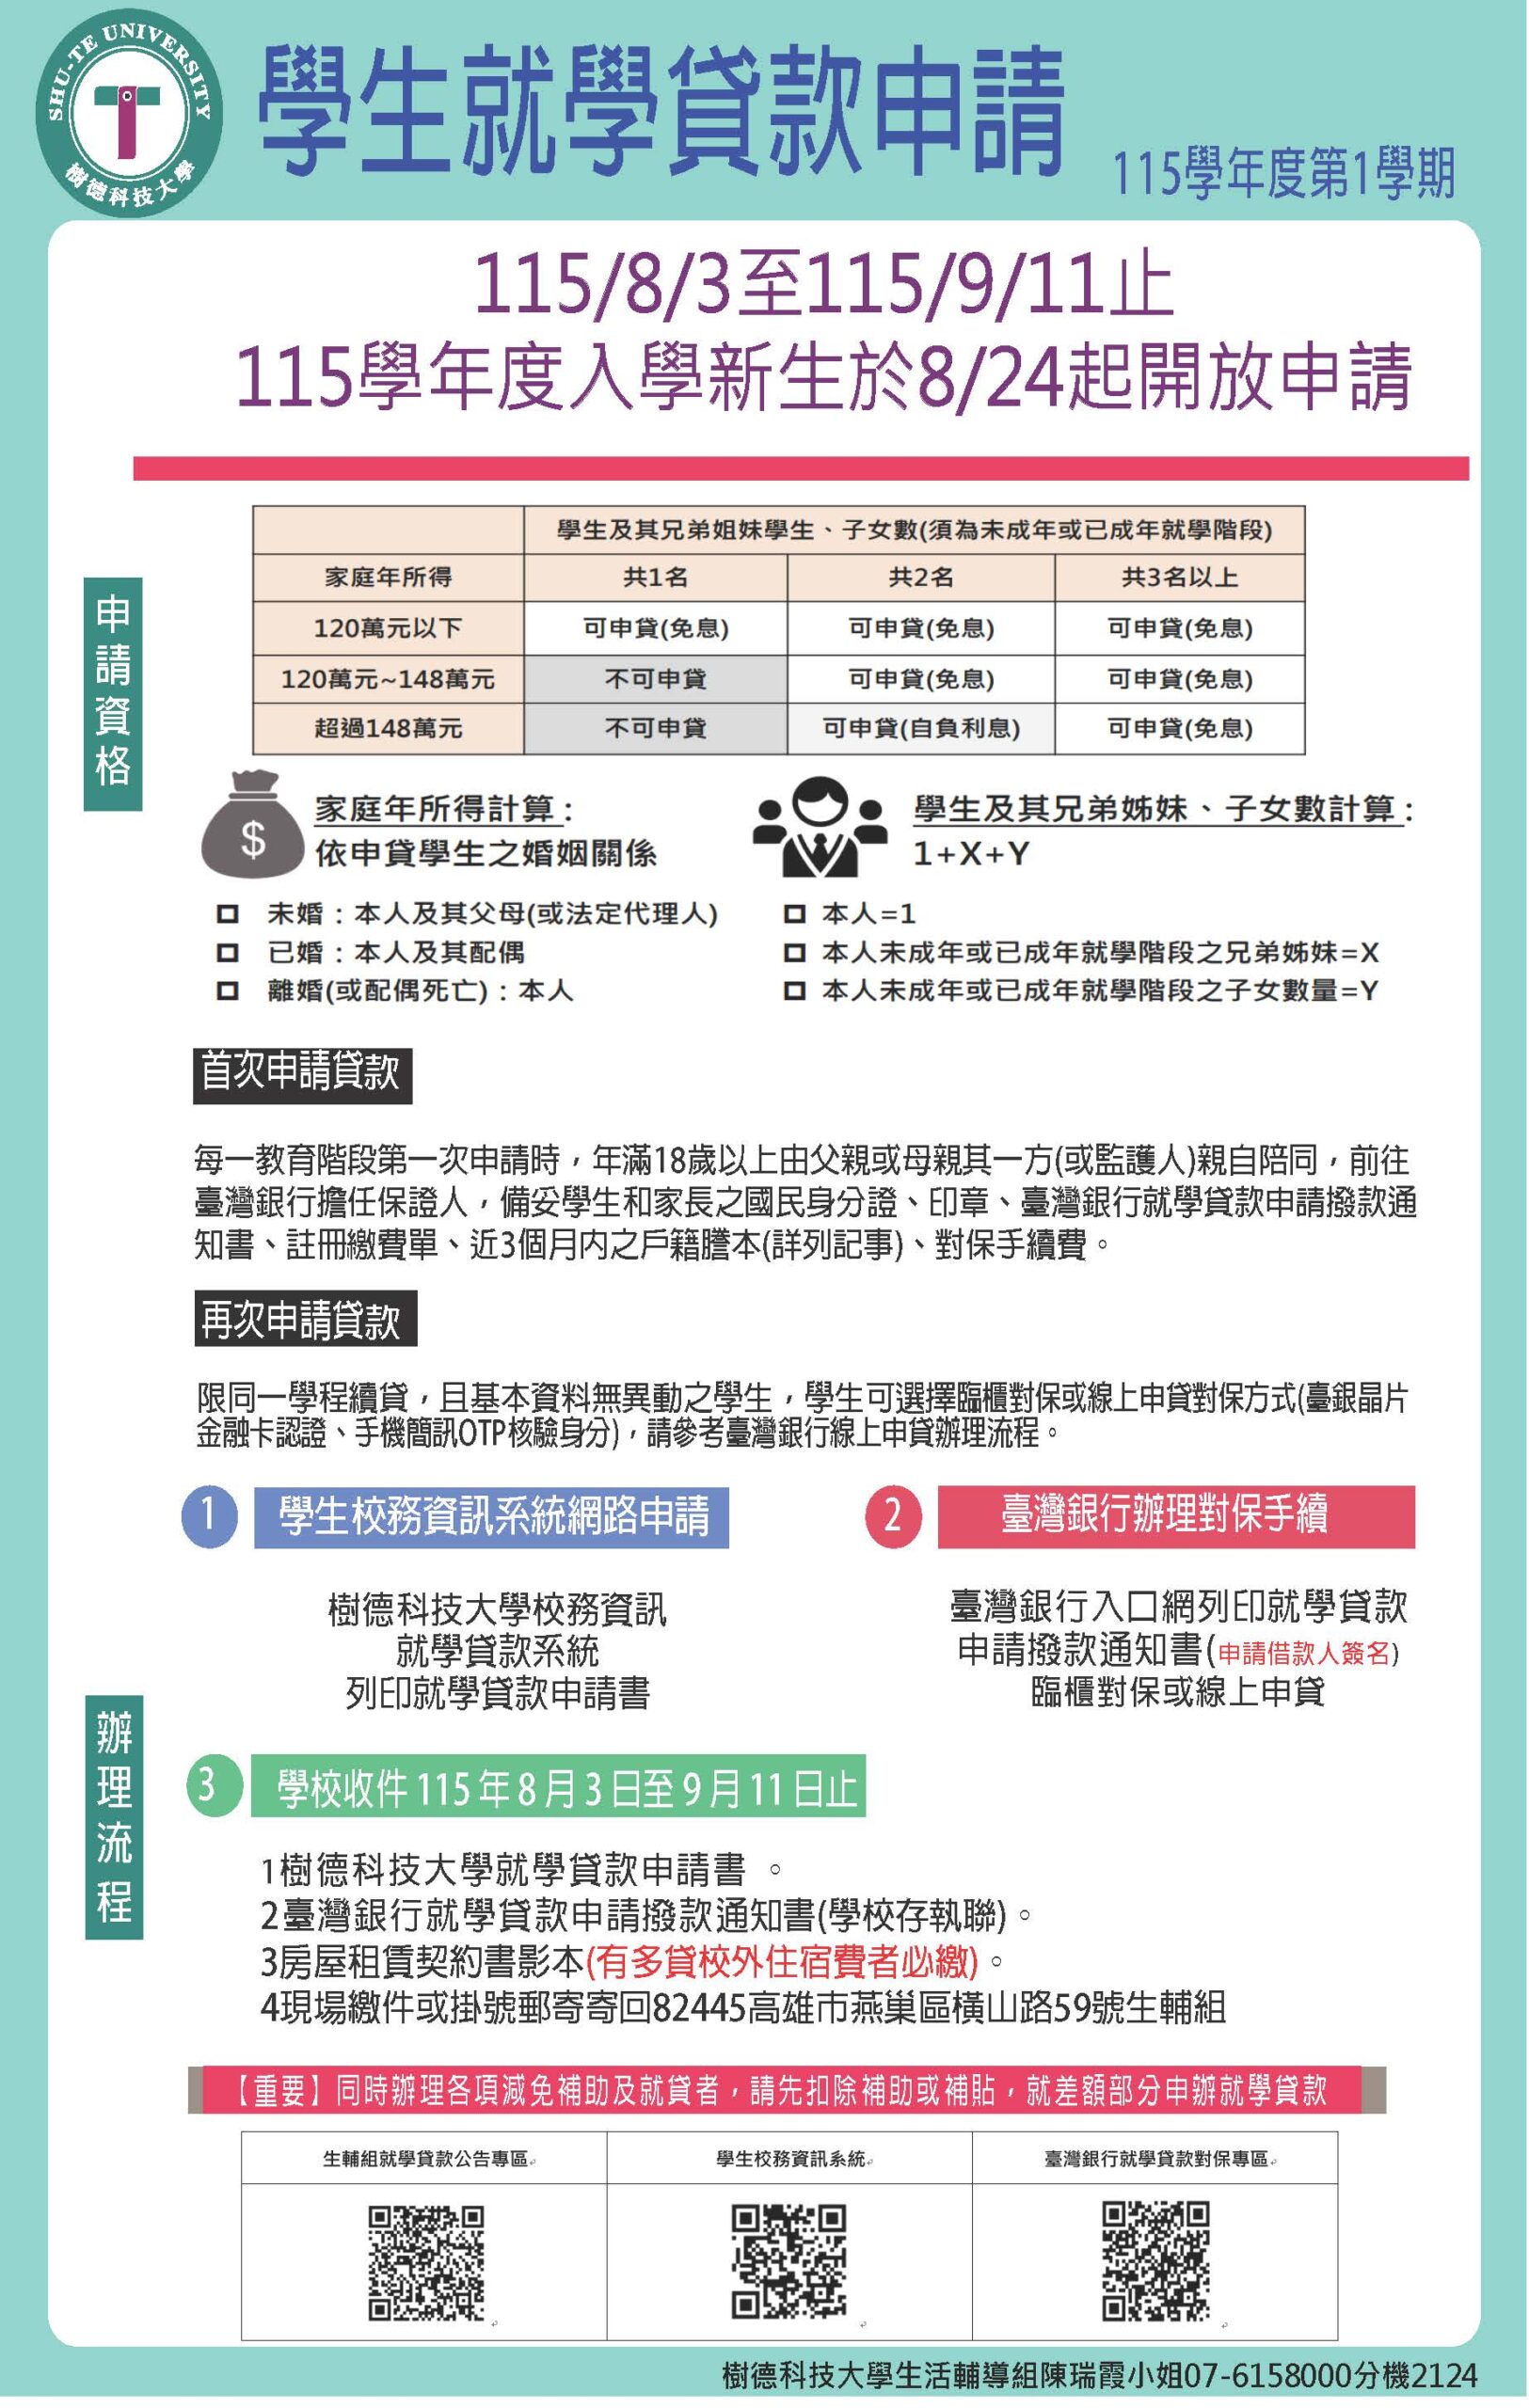 SHU-TE UNIVERSITY
樹德科技大學
學生就學貸款申請
115學年度第1學期
115/8/3至115/9/11止
115學年度入學新生於8/24起開放申請
申請資格
學生及其兄弟姐妹學生、子女數(須為未成年或已成年就學階段)
家庭年所得 共1名 共2名 共3名以上
120萬元以下 可申貸(免息) 可申貸(免息) 可申貸(免息)
120萬元~148萬元 不可申貸 可申貸(免息) 可申貸(免息)
超過148萬元 不可申貸 可申貸(自負利息) 可申貸(免息)
$
家庭年所得計算:
依申貸學生之婚姻關係
未婚:本人及其父母(或法定代理人)
已婚:本人及其配偶
離婚(或配偶死亡):本人
學生及其兄弟姊妹、子女數計算:
1+X+Y
本人=1
本人未成年或已成年就學階段之兄弟姊妹=X
本人未成年或已成年就學階段之子女數量=Y
首次申請貸款
每一教育階段第一次申請時,年滿18歲以上由父親或母親其一方(或監護人)親自陪同,前往
臺灣銀行擔任保證人,備妥學生和家長之國民身分證、印章、臺灣銀行就學貸款申請撥款通
知書、註冊繳費單、近3個月內之戶籍謄本(詳列記事)、對保手續費。
再次申請貸款
限同一學程續貸,且基本資料無異動之學生,學生可選擇臨櫃對保或線上申貸對保方式(臺銀晶片
金融卡認證、手機簡訊OTP核驗身分),請參考臺灣銀行線上申貸辦理流程。
辦理流程
1 學生校務資訊系統網路申請
樹德科技大學校務資訊
就學貸款系統
列印就學貸款申請書
2 臺灣銀行辦理對保手續
臺灣銀行入口網列印就學貸款
申請撥款通知書(申請借款人簽名)
臨櫃對保或線上申貸
3 學校收件 115 年 8 月 3 日至 9 月 11 日止
1樹德科技大學就學貸款申請書 。
2臺灣銀行就學貸款申請撥款通知書(學校存執聯)。
3房屋租賃契約書影本(有多貸校外住宿費者必繳)。
4現場繳件或掛號郵寄寄回82445高雄市燕巢區橫山路59號生輔組
【重要】同時辦理各項減免補助及就貸者,請先扣除補助或補貼,就差額部分申辦就學貸款
生輔組就學貸款公告專區 學生校務資訊系統 臺灣銀行就學貸款對保專區
樹德科技大學生活輔導組陳瑞霞小姐07-6158000分機2124